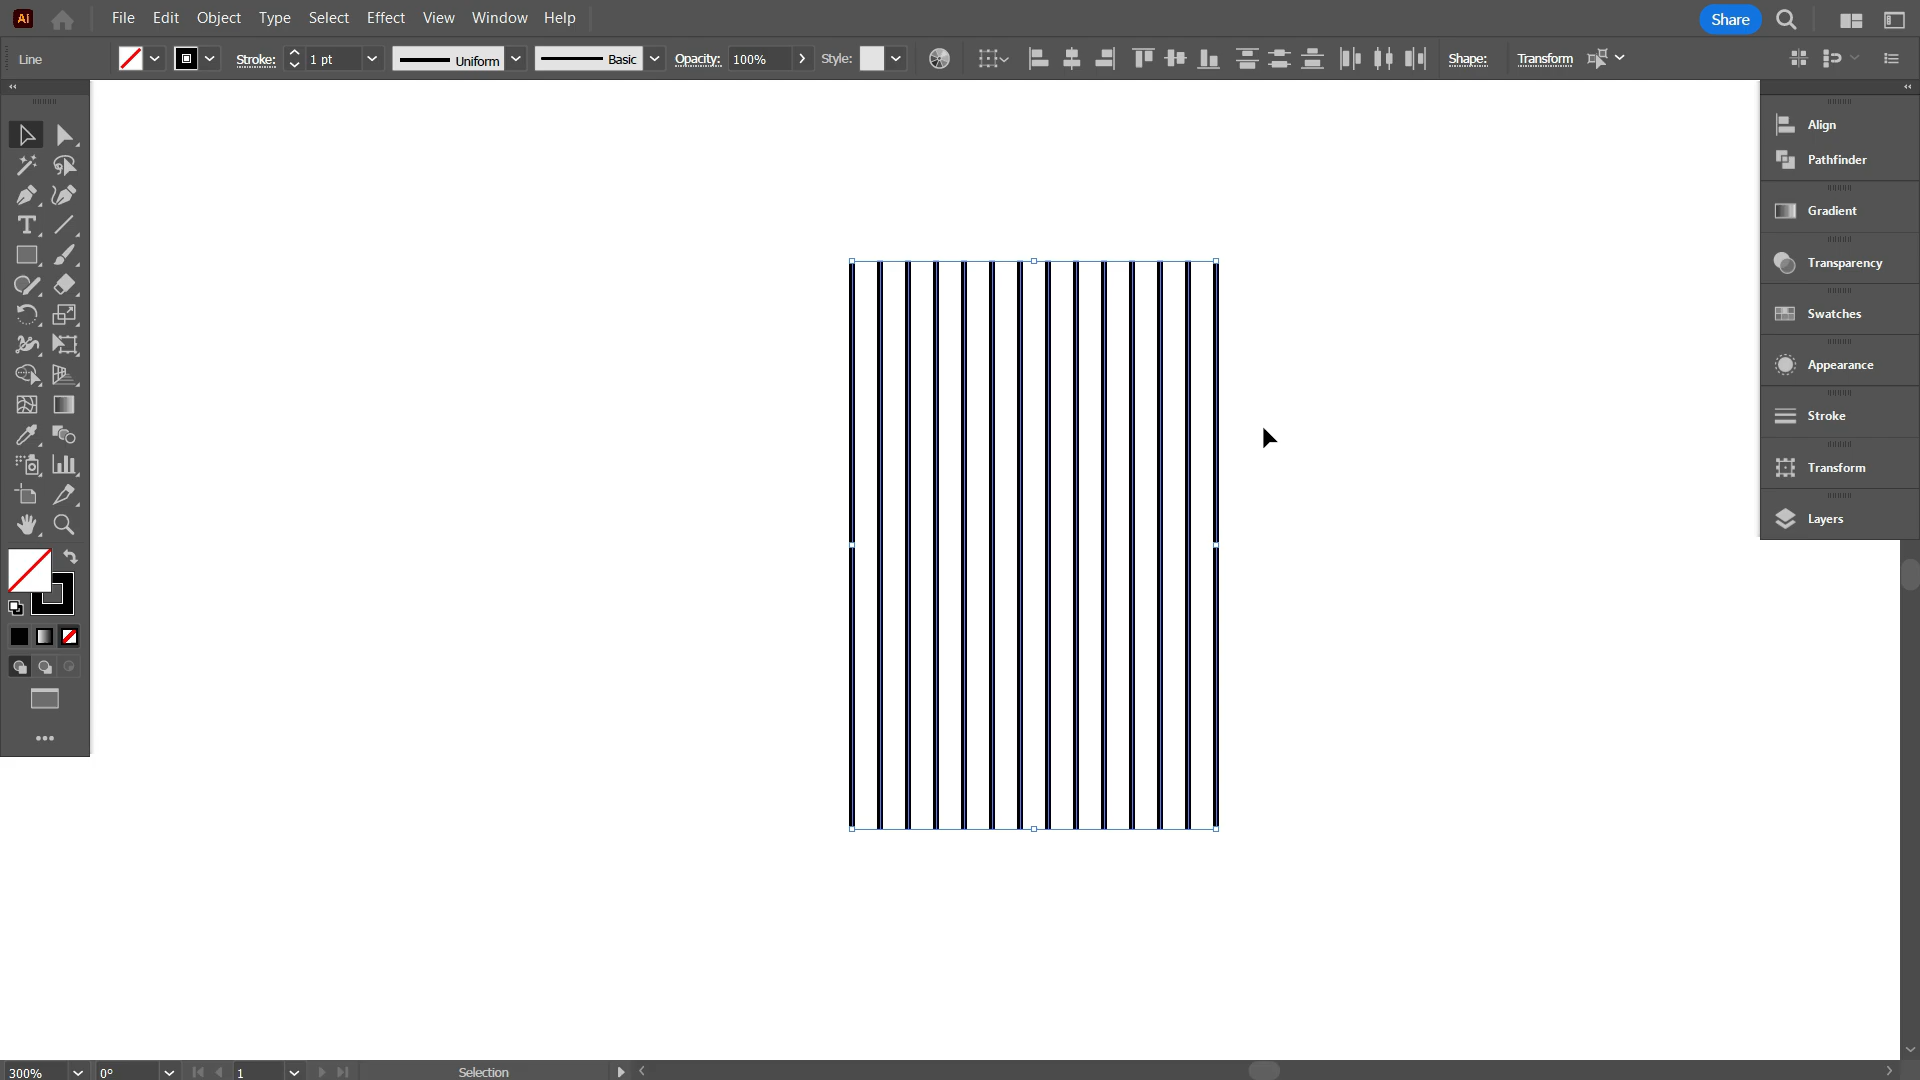 Ai File Edit Object Type Select Effect View Window Help Share
Line Stroke: 1 pt Uniform Basic Opacity: 100% Style: Shape: Transform
Align
Pathfinder
Gradient
Transparency
Swatches
Appearance
Stroke
Transform
Layers
300% 0° 1 Selection